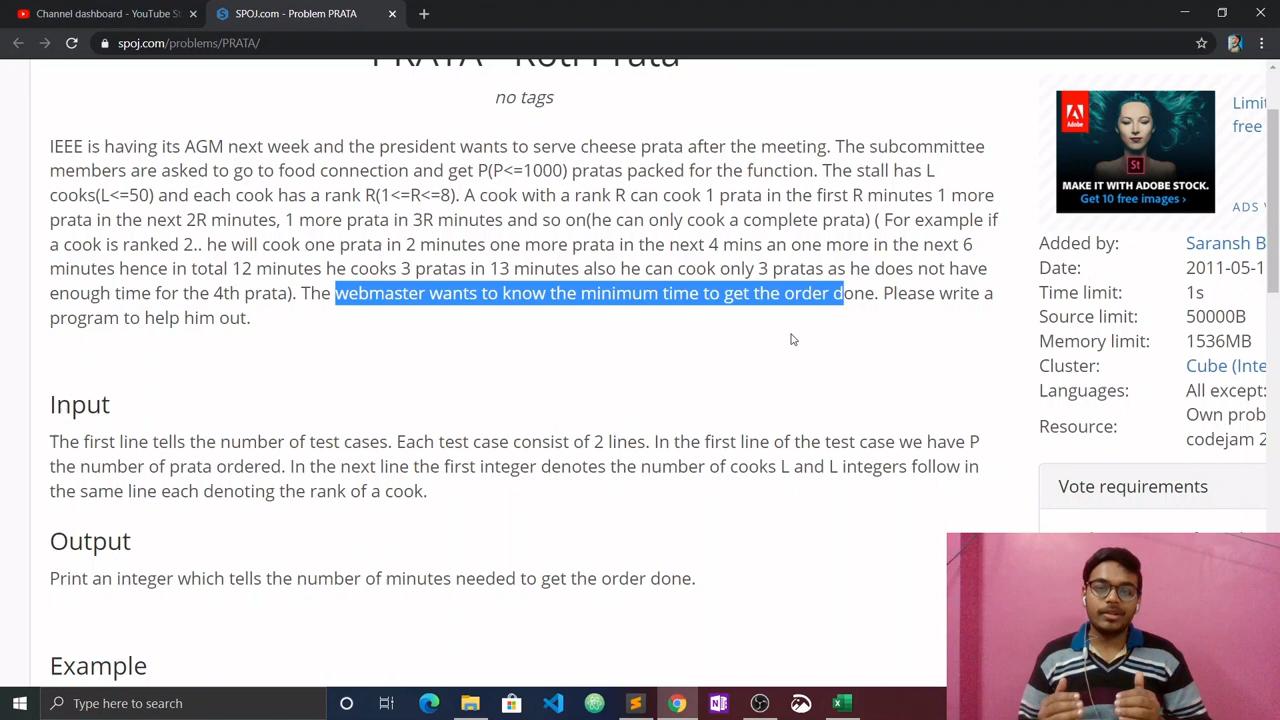 Channel dashboard - YouTube S
SPOJ.com - Problem PRATA
spoj.com/problems/PRATA/
PRATA - Roti Prata
no tags
IEEE is having its AGM next week and the president wants to serve cheese prata after the meeting. The subcommittee
members are asked to go to food connection and get P(P<=1000) pratas packed for the function. The stall has L
cooks(L<=50) and each cook has a rank R(1<=R<=8). A cook with a rank R can cook 1 prata in the first R minutes 1 more
prata in the next 2R minutes, 1 more prata in 3R minutes and so on(he can only cook a complete prata) ( For example if
a cook is ranked 2.. he will cook one prata in 2 minutes one more prata in the next 4 mins an one more in the next 6
minutes hence in total 12 minutes he cooks 3 pratas in 13 minutes also he can cook only 3 pratas as he does not have
enough time for the 4th prata). The webmaster wants to know the minimum time to get the order done. Please write a
program to help him out.
Input
The first line tells the number of test cases. Each test case consist of 2 lines. In the first line of the test case we have P
the number of prata ordered. In the next line the first integer denotes the number of cooks L and L integers follow in
the same line each denoting the rank of a cook.
Output
Print an integer which tells the number of minutes needed to get the order done.
Example
Limi
free
A
Adobe
St
MAKE IT WITH ADOBE STOCK.
Get 10 free images ›
ADS V
Added by: Saransh B
Date: 2011-05-1
Time limit: 1s
Source limit: 50000B
Memory limit: 1536MB
Cluster: Cube (Inte
Languages: All except:
Resource: Own prob
codejam 2
Vote requirements
Type here to search